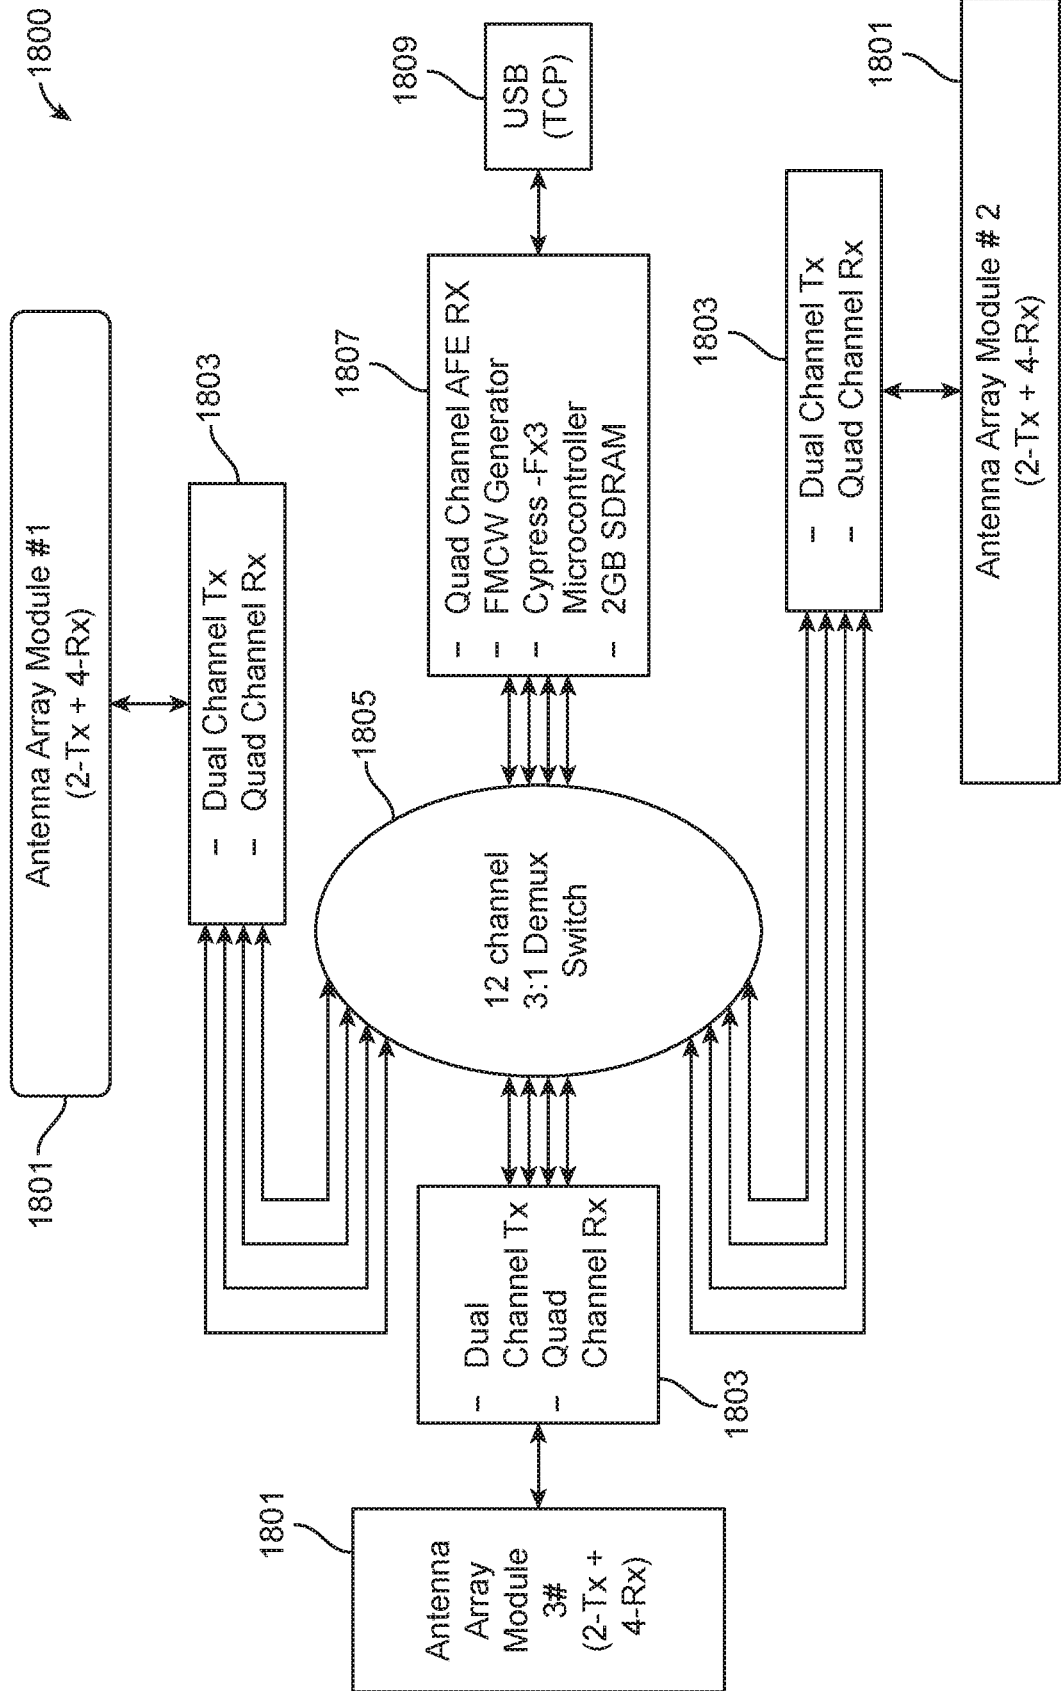 1800
Antenna Array Module #1
(2-Tx + 4-Rx)
1801
1803
- Dual Channel Tx
- Quad Channel Rx
1805
12 channel
3:1 Demux
Switch
1807
- Quad Channel AFE RX
- FMCW Generator
- Cypress -Fx3
Microcontroller
- 2GB SDRAM
1809
USB
(TCP)
1801
Antenna
Array
Module
3#
(2-Tx +
4-Rx)
- Dual
Channel Tx
- Quad
Channel Rx
1803
1803
- Dual Channel Tx
- Quad Channel Rx
1801
Antenna Array Module # 2
(2-Tx + 4-Rx)